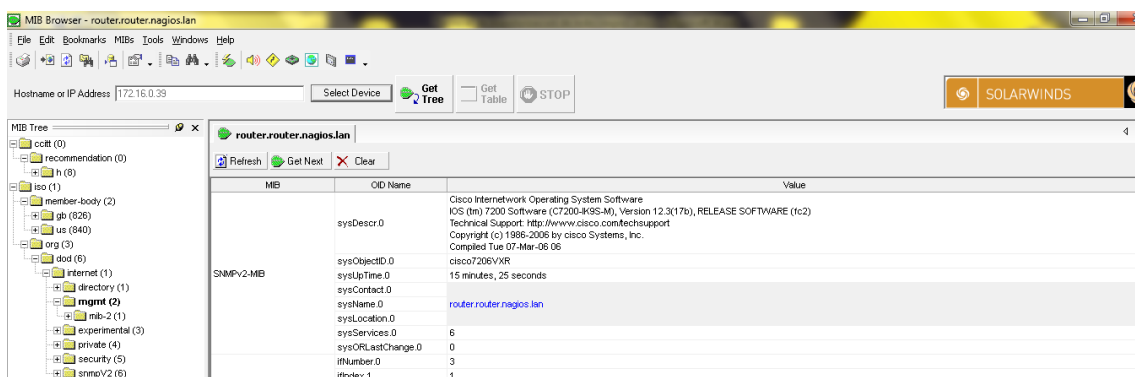 MIB Browser - router.router.nagios.lan
File Edit Bookmarks MIBs Tools Windows Help
Hostname or IP Address 172.16.0.39 Select Device Get Tree Get Table STOP
SOLARWINDS
MIB Tree
ccitt (0)
recommendation (0)
h (8)
iso (1)
member-body (2)
gb (826)
us (840)
org (3)
dod (6)
internet (1)
directory (1)
mgmt (2)
mib-2 (1)
experimental (3)
private (4)
security (5)
snmpV2 (6)
router.router.nagios.lan
Refresh Get Next Clear
MIB OID Name Value
SNMPv2-MIB
sysDescr.0
Cisco Internetwork Operating System Software
IOS (tm) 7200 Software (C7200-IK9S-M), Version 12.3(17b), RELEASE SOFTWARE (fc2)
Technical Support: http://www.cisco.com/techsupport
Copyright (c) 1986-2006 by cisco Systems, Inc.
Compiled Tue 07-Mar-06 06
sysObjectID.0 cisco7206VXR
sysUpTime.0 15 minutes, 25 seconds
sysContact.0
sysName.0 router.router.nagios.lan
sysLocation.0
sysServices.0 6
sysORLastChange.0 0
ifNumber.0 3
ifIndex.1 1